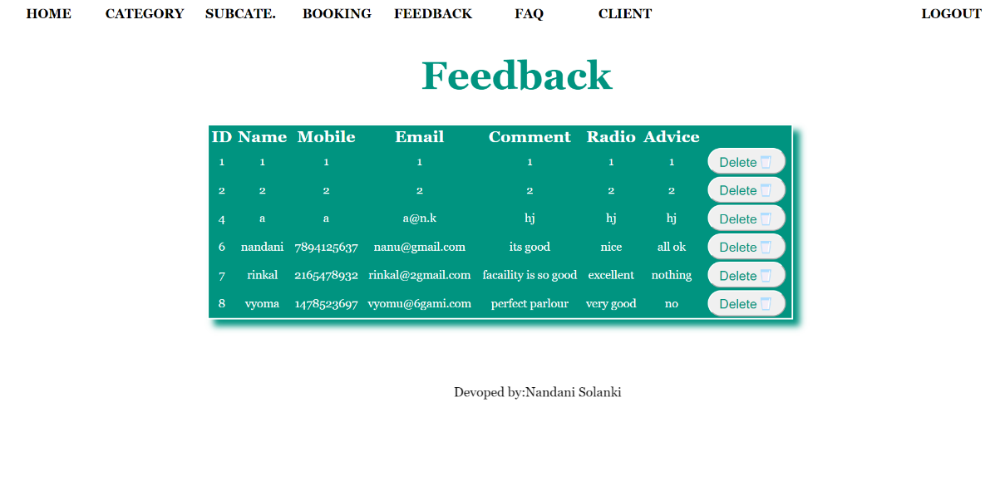 HOME CATEGORY SUBCATE. BOOKING FEEDBACK FAQ CLIENT LOGOUT
Feedback
ID Name Mobile Email Comment Radio Advice
1 1 1 1 1 1 1 Delete
2 2 2 2 2 2 2 Delete
4 a a a@n.k hj hj hj Delete
6 nandani 7894125637 nanu@gmail.com its good nice all ok Delete
7 rinkal 2165478932 rinkal@2gmail.com facaility is so good excellent nothing Delete
8 vyoma 1478523697 vyomu@6gami.com perfect parlour very good no Delete
Devoped by:Nandani Solanki